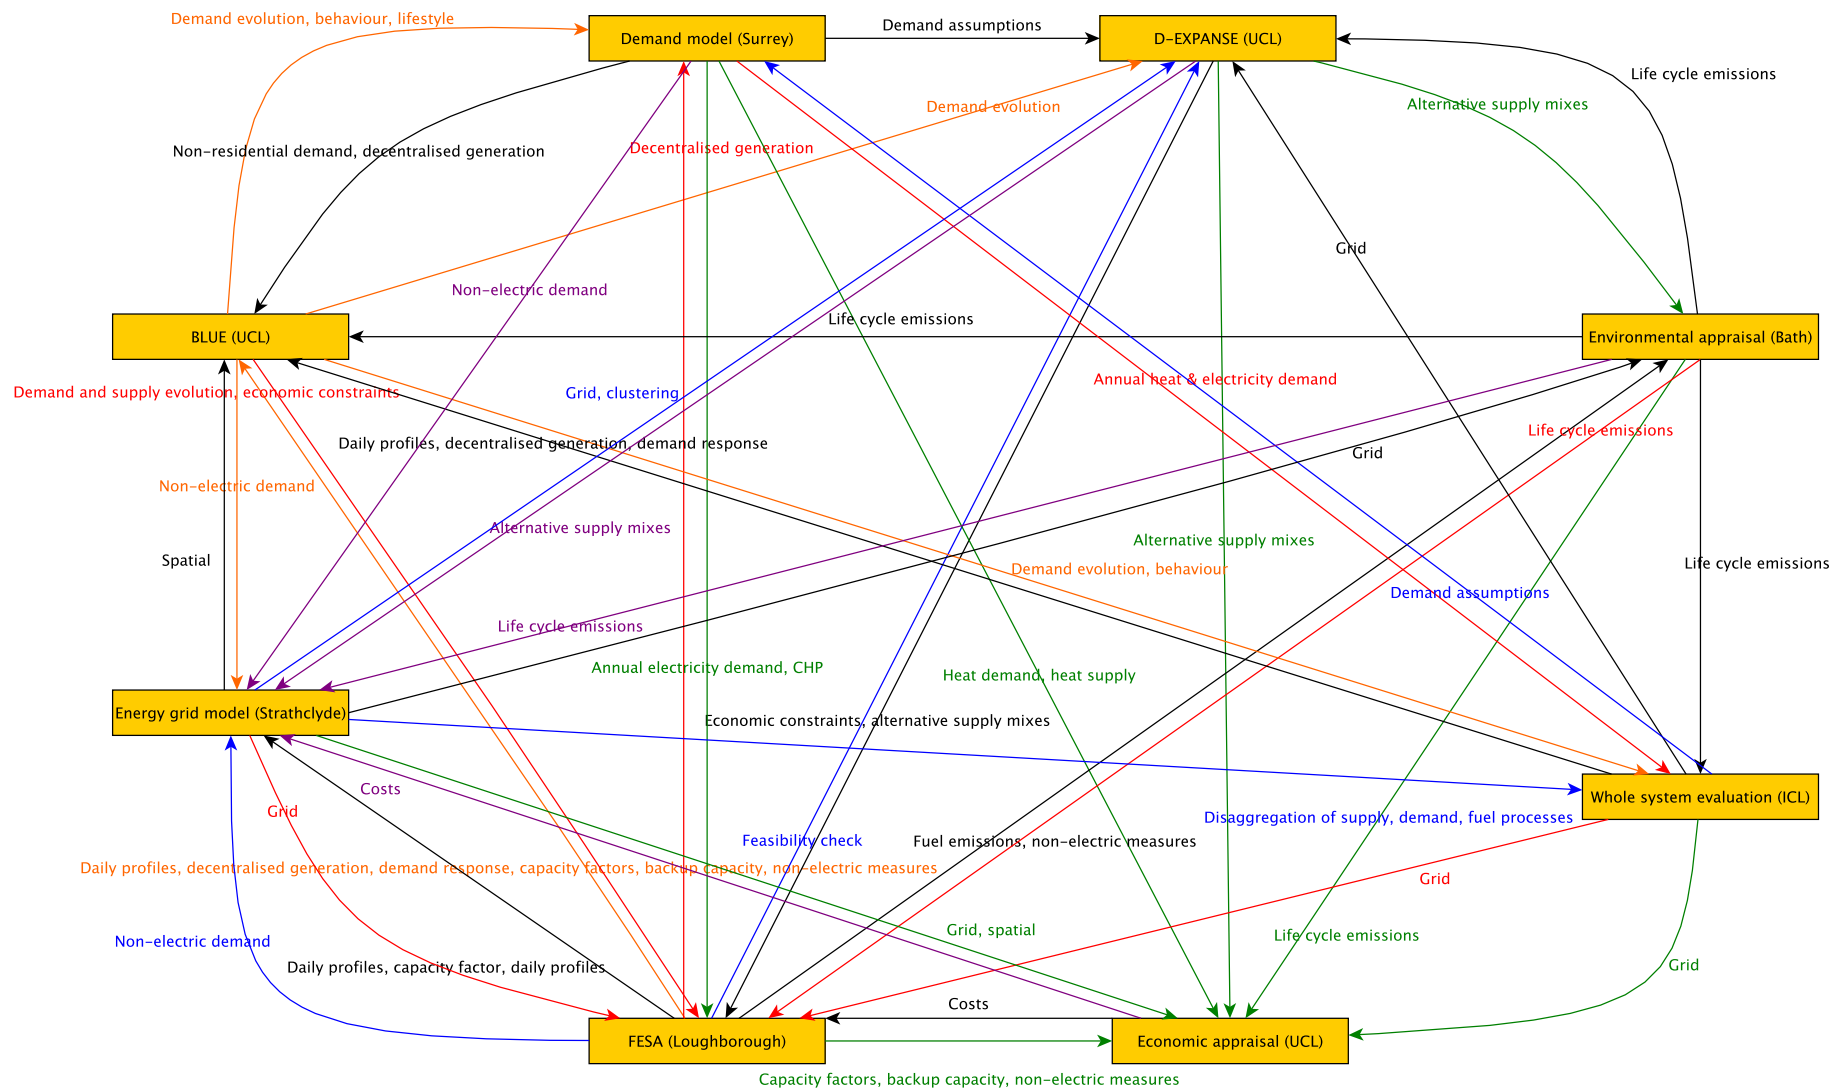 Demand evolution, behaviour, lifestyle
Demand assumptions
Demand model (Surrey)
D-EXPANSE (UCL)
Life cycle emissions
Alternative supply mixes
Demand evolution
Decentralised generation
Non-residential demand, decentralised generation
Grid
Non-electric demand
Life cycle emissions
BLUE (UCL)
Environmental appraisal (Bath)
Annual heat & electricity demand
Demand and supply evolution, economic constraints
Grid, clustering
Life cycle emissions
Daily profiles, decentralised generation, demand response
Grid
Non-electric demand
Alternative supply mixes
Alternative supply mixes
Spatial
Life cycle emissions
Demand evolution, behaviour
Demand assumptions
Life cycle emissions
Annual electricity demand, CHP
Heat demand, heat supply
Energy grid model (Strathclyde)
Economic constraints, alternative supply mixes
Costs
Whole system evaluation (ICL)
Grid
Disaggregation of supply, demand, fuel processes
Feasibility check
Fuel emissions, non-electric measures
Daily profiles, decentralised generation, demand response, capacity factors, backup capacity, non-electric measures
Grid
Grid, spatial
Life cycle emissions
Non-electric demand
Grid
Daily profiles, capacity factor, daily profiles
Costs
FESA (Loughborough)
Economic appraisal (UCL)
Capacity factors, backup capacity, non-electric measures